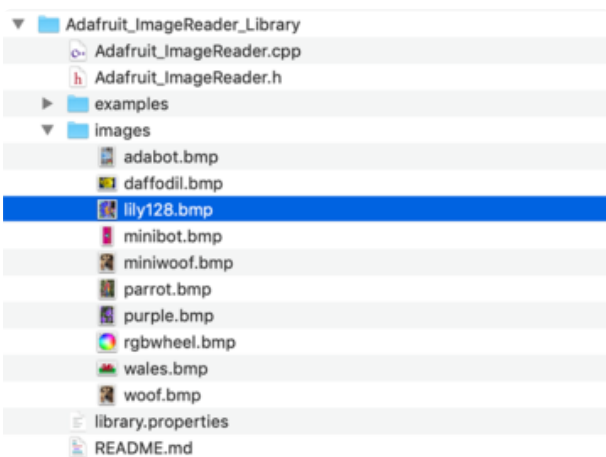 Adafruit_ImageReader_Library
Adafruit_ImageReader.cpp
Adafruit_ImageReader.h
examples
images
adabot.bmp
daffodil.bmp
lily128.bmp
minibot.bmp
miniwoof.bmp
parrot.bmp
purple.bmp
rgbwheel.bmp
wales.bmp
woof.bmp
library.properties
README.md